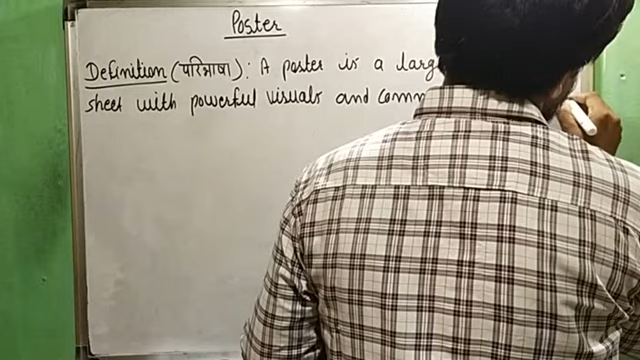 Poster
Definition (परिभाषा) : A poster is a
sheet with powerful visuals and